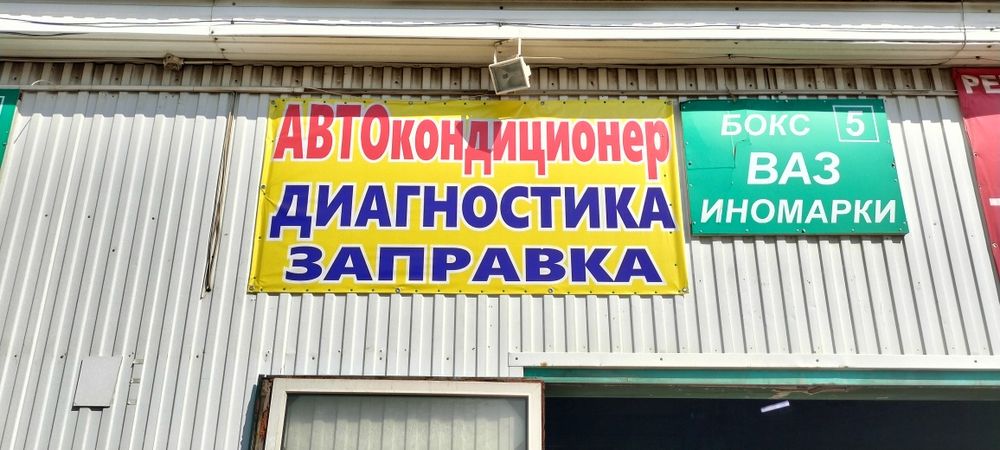 АВТОкондиционер
ДИАГНОСТИКА
ЗАПРАВКА
БОКС 5
ВАЗ
ИНОМАРКИ